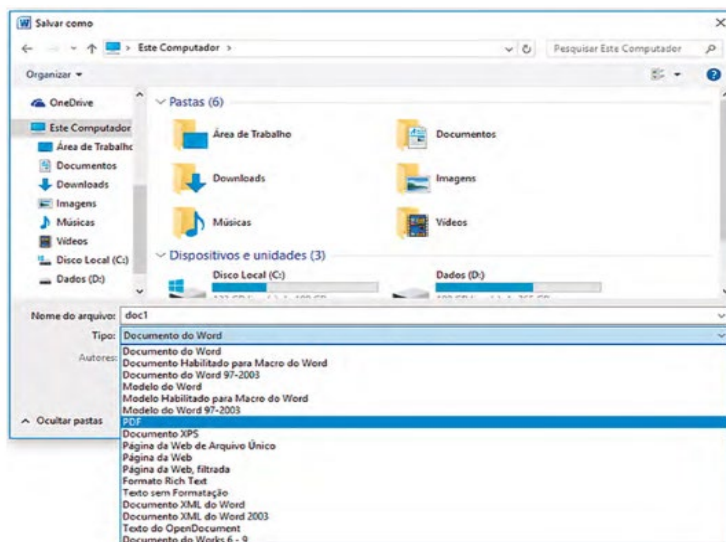 Salvar como
Este Computador
Pesquisar Este Computador
Organizar
OneDrive
Este Computador
Área de Trabalho
Documentos
Downloads
Imagens
Músicas
Vídeos
Disco Local (C:)
Dados (D:)
Pastas (6)
Área de Trabalho
Documentos
Downloads
Imagens
Músicas
Vídeos
Dispositivos e unidades (3)
Disco Local (C:)
Dados (D:)
Nome do arquivo: doc1
Tipo: Documento do Word
Autores:
Documento do Word
Documento Habilitado para Macro do Word
Documento do Word 97-2003
Modelo do Word
Modelo Habilitado para Macro do Word
Modelo do Word 97-2003
PDF
Documento XPS
Página da Web de Arquivo Único
Página da Web
Página da Web, filtrada
Formato Rich Text
Texto sem Formatação
Documento XML do Word
Documento XML do Word 2003
Texto do OpenDocument
Documento do Works 6 - 9
Ocultar pastas